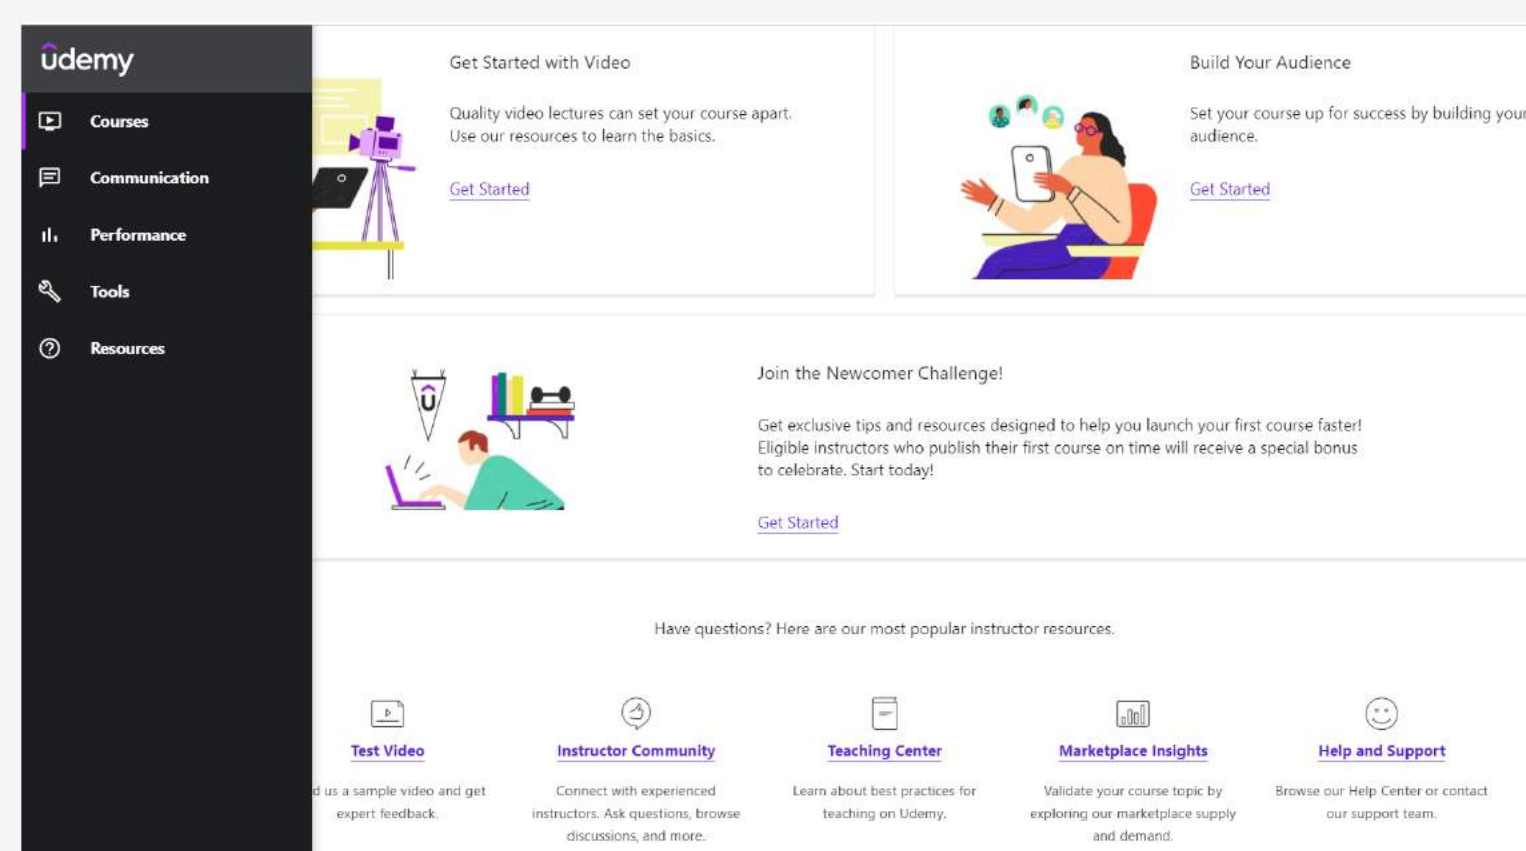 ûdemy
Courses
Communication
Performance
Tools
Resources
Get Started with Video
Quality video lectures can set your course apart.
Use our resources to learn the basics.
Get Started
Build Your Audience
Set your course up for success by building your
audience.
Get Started
û
Join the Newcomer Challenge!
Get exclusive tips and resources designed to help you launch your first course faster!
Eligible instructors who publish their first course on time will receive a special bonus
to celebrate. Start today!
Get Started
Have questions? Here are our most popular instructor resources.
Test Video
d us a sample video and get
expert feedback.
Instructor Community
Connect with experienced
instructors. Ask questions, browse
discussions, and more.
Teaching Center
Learn about best practices for
teaching on Udemy.
Marketplace Insights
Validate your course topic by
exploring our marketplace supply
and demand.
Help and Support
Browse our Help Center or contact
our support team.